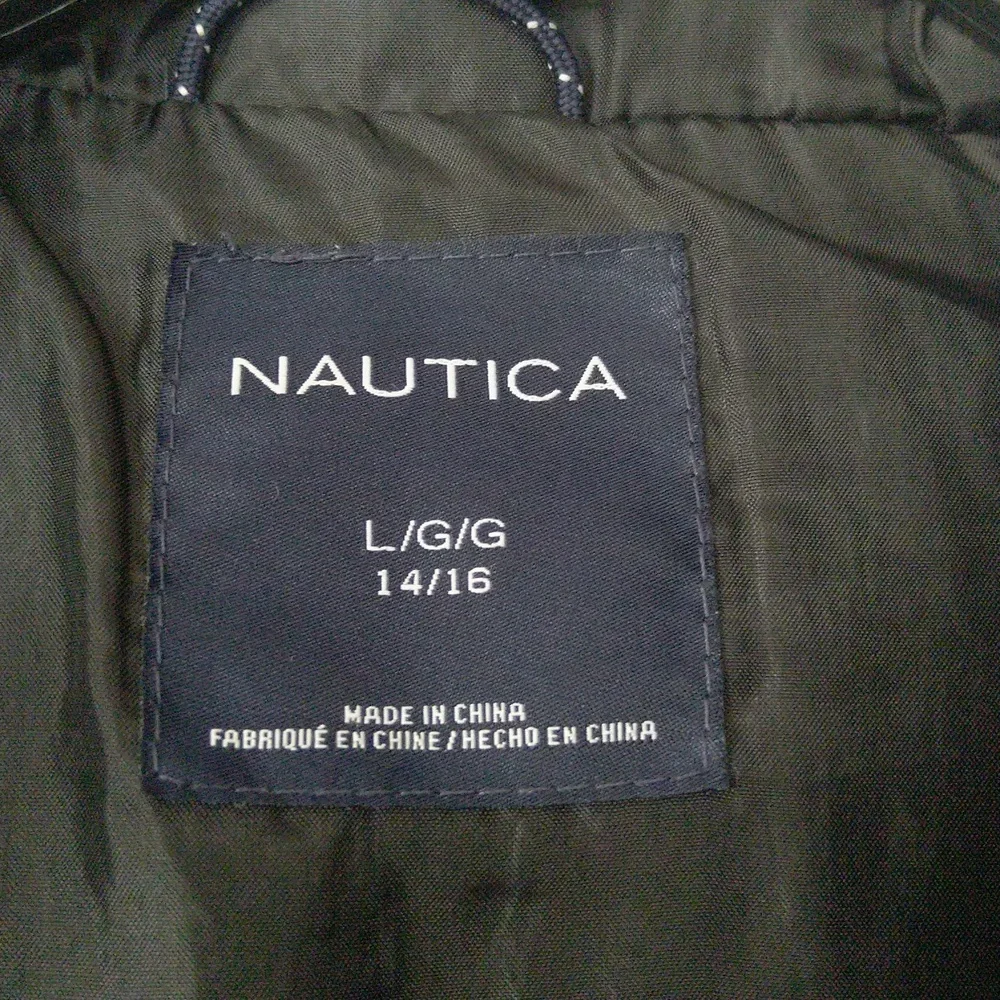 NAUTICA
L/G/G
14/16
MADE IN CHINA
FABRIQUÉ EN CHINE/HECHO EN CHINA